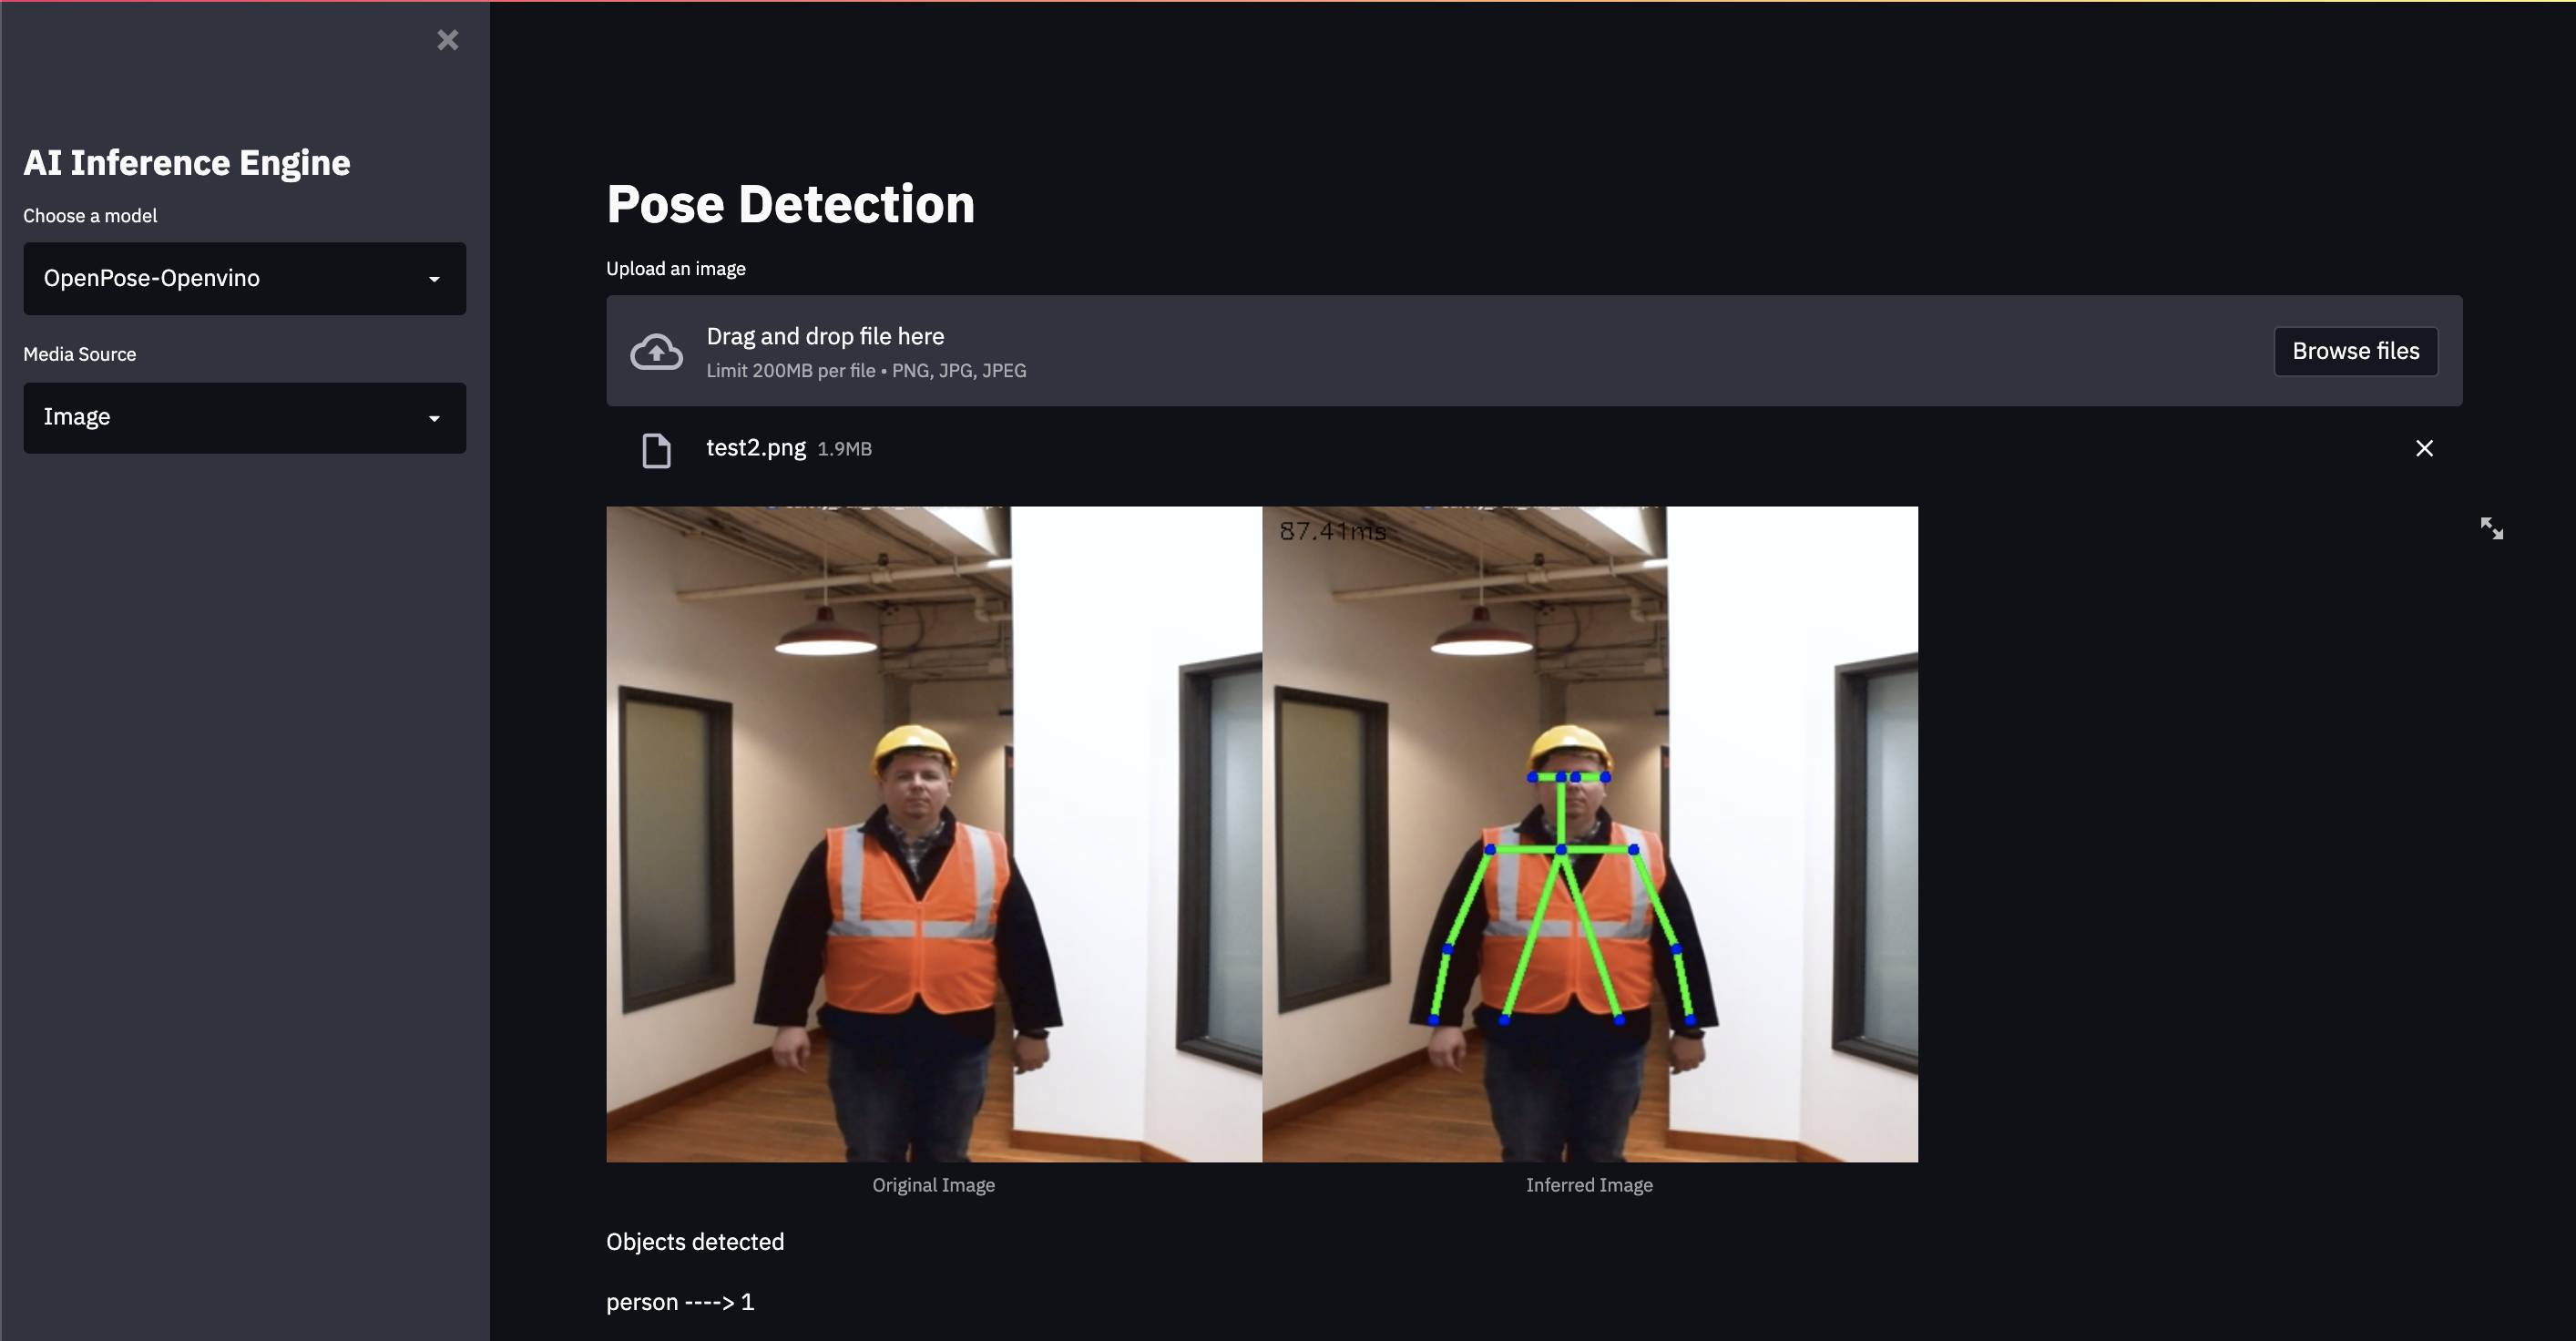 AI Inference Engine
Choose a model
OpenPose-Openvino
Media Source
Image
Pose Detection
Upload an image
Drag and drop file here
Limit 200MB per file • PNG, JPG, JPEG
Browse files
test2.png 1.9MB
87.41ms
Original Image
Inferred Image
Objects detected
person ----> 1